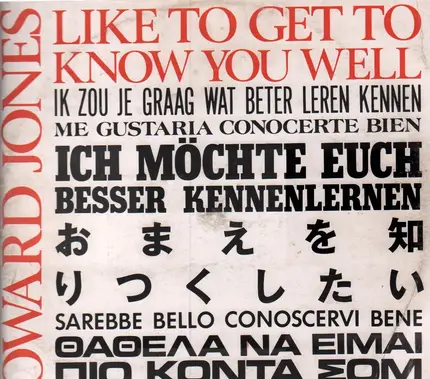 HOWARD JONES
LIKE TO GET TO
KNOW YOU WELL
IK ZOU JE GRAAG WAT BETER LEREN KENNEN
ME GUSTARIA CONOCERTE BIEN
ICH MÖCHTE EUCH
BESSER KENNENLERNEN
おまえを知
りつくしたい
SAREBBE BELLO CONOSCERVI BENE
ΘΑΘΕΛΑ ΝΑ ΕΙΜΑΙ
ΠΙΟ ΚΟΝΤΑ ΣΟΜ